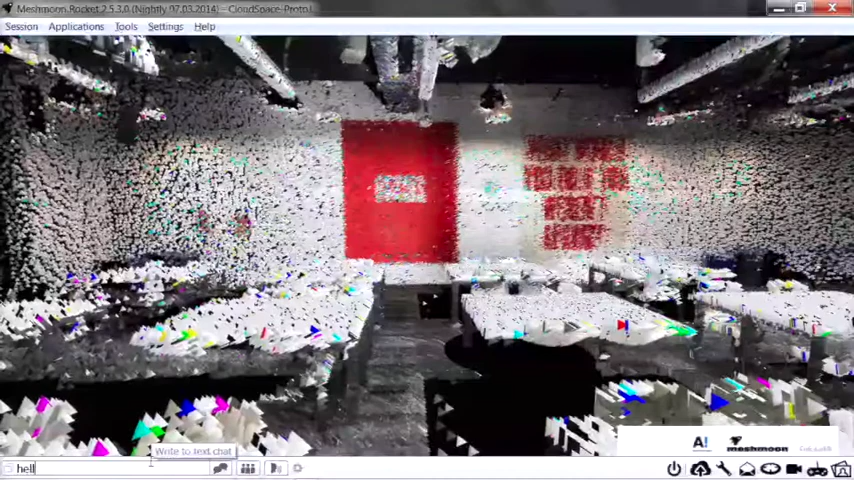 Meshmoon Rocket 2.5.3.0 (Nightly 07.03.2014) - CloudSpace-Proto1
Session Applications Tools Settings Help
A!
meshmoon
Write to text chat
hell